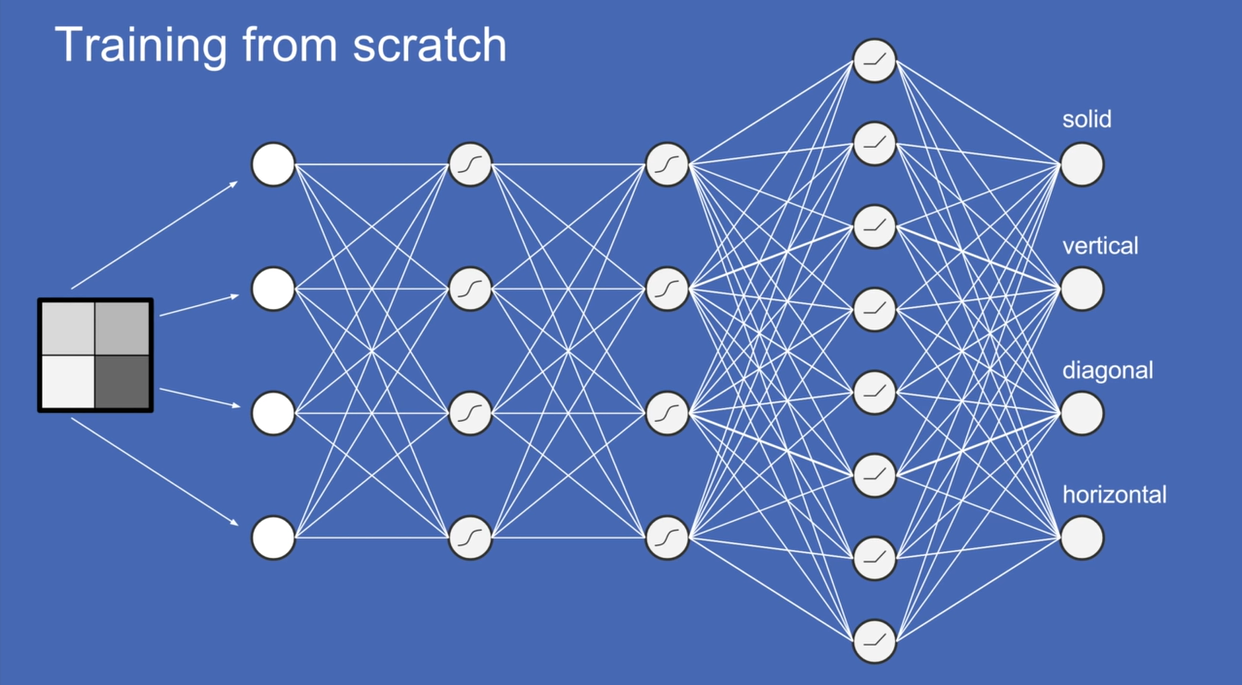 Training from scratch
solid
vertical
diagonal
horizontal